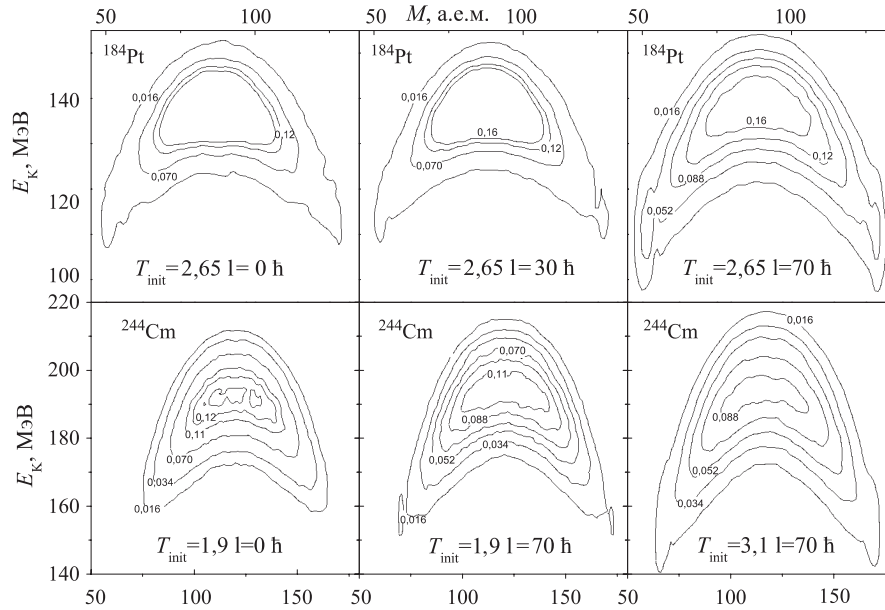 50 M, а.е.м. 100 50 100 50 100
¹⁸⁴Pt ¹⁸⁴Pt ¹⁸⁴Pt
0,016 0,016 0,016
140
0,12 0,16 0,16
0,12 0,12
0,070 0,070 0,088
0,052
120
100
Eₖ, МэВ
T_init=2,65 l= 0 ħ T_init=2,65 l=30 ħ T_init=2,65 l=70 ħ
220
²⁴⁴Cm ²⁴⁴Cm ²⁴⁴Cm
0,016
200
0,070
0,11
0,12 0,088 0,088
0,11
180
0,070 0,052 0,034 0,052
0,034 0,034
0,016 0,016
160
140
Eₖ, МэВ
T_init=1,9 l=0 ħ T_init=1,9 l=70 ħ T_init=3,1 l=70 ħ
50 100 150 100 150 100 150